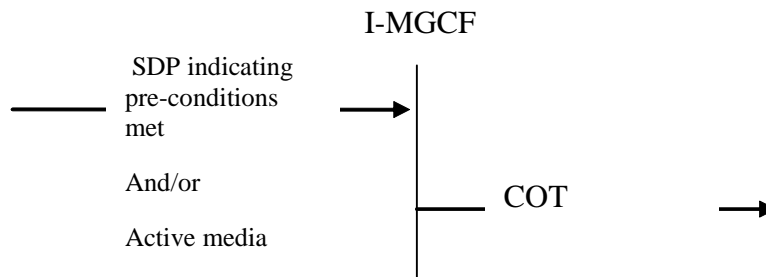 I-MGCF
SDP indicating
pre-conditions
met
And/or
COT
Active media